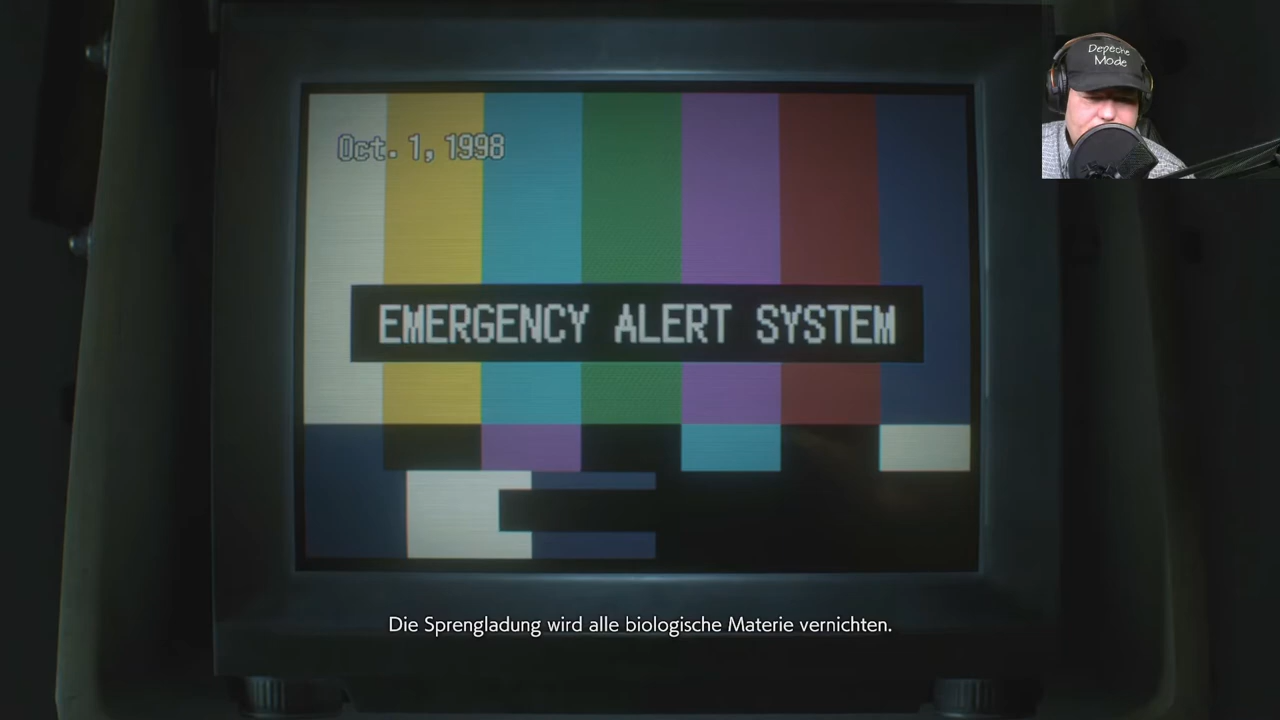 Depeche
Mode
Oct. 1, 1998
EMERGENCY ALERT SYSTEM
Die Sprengladung wird alle biologische Materie vernichten.